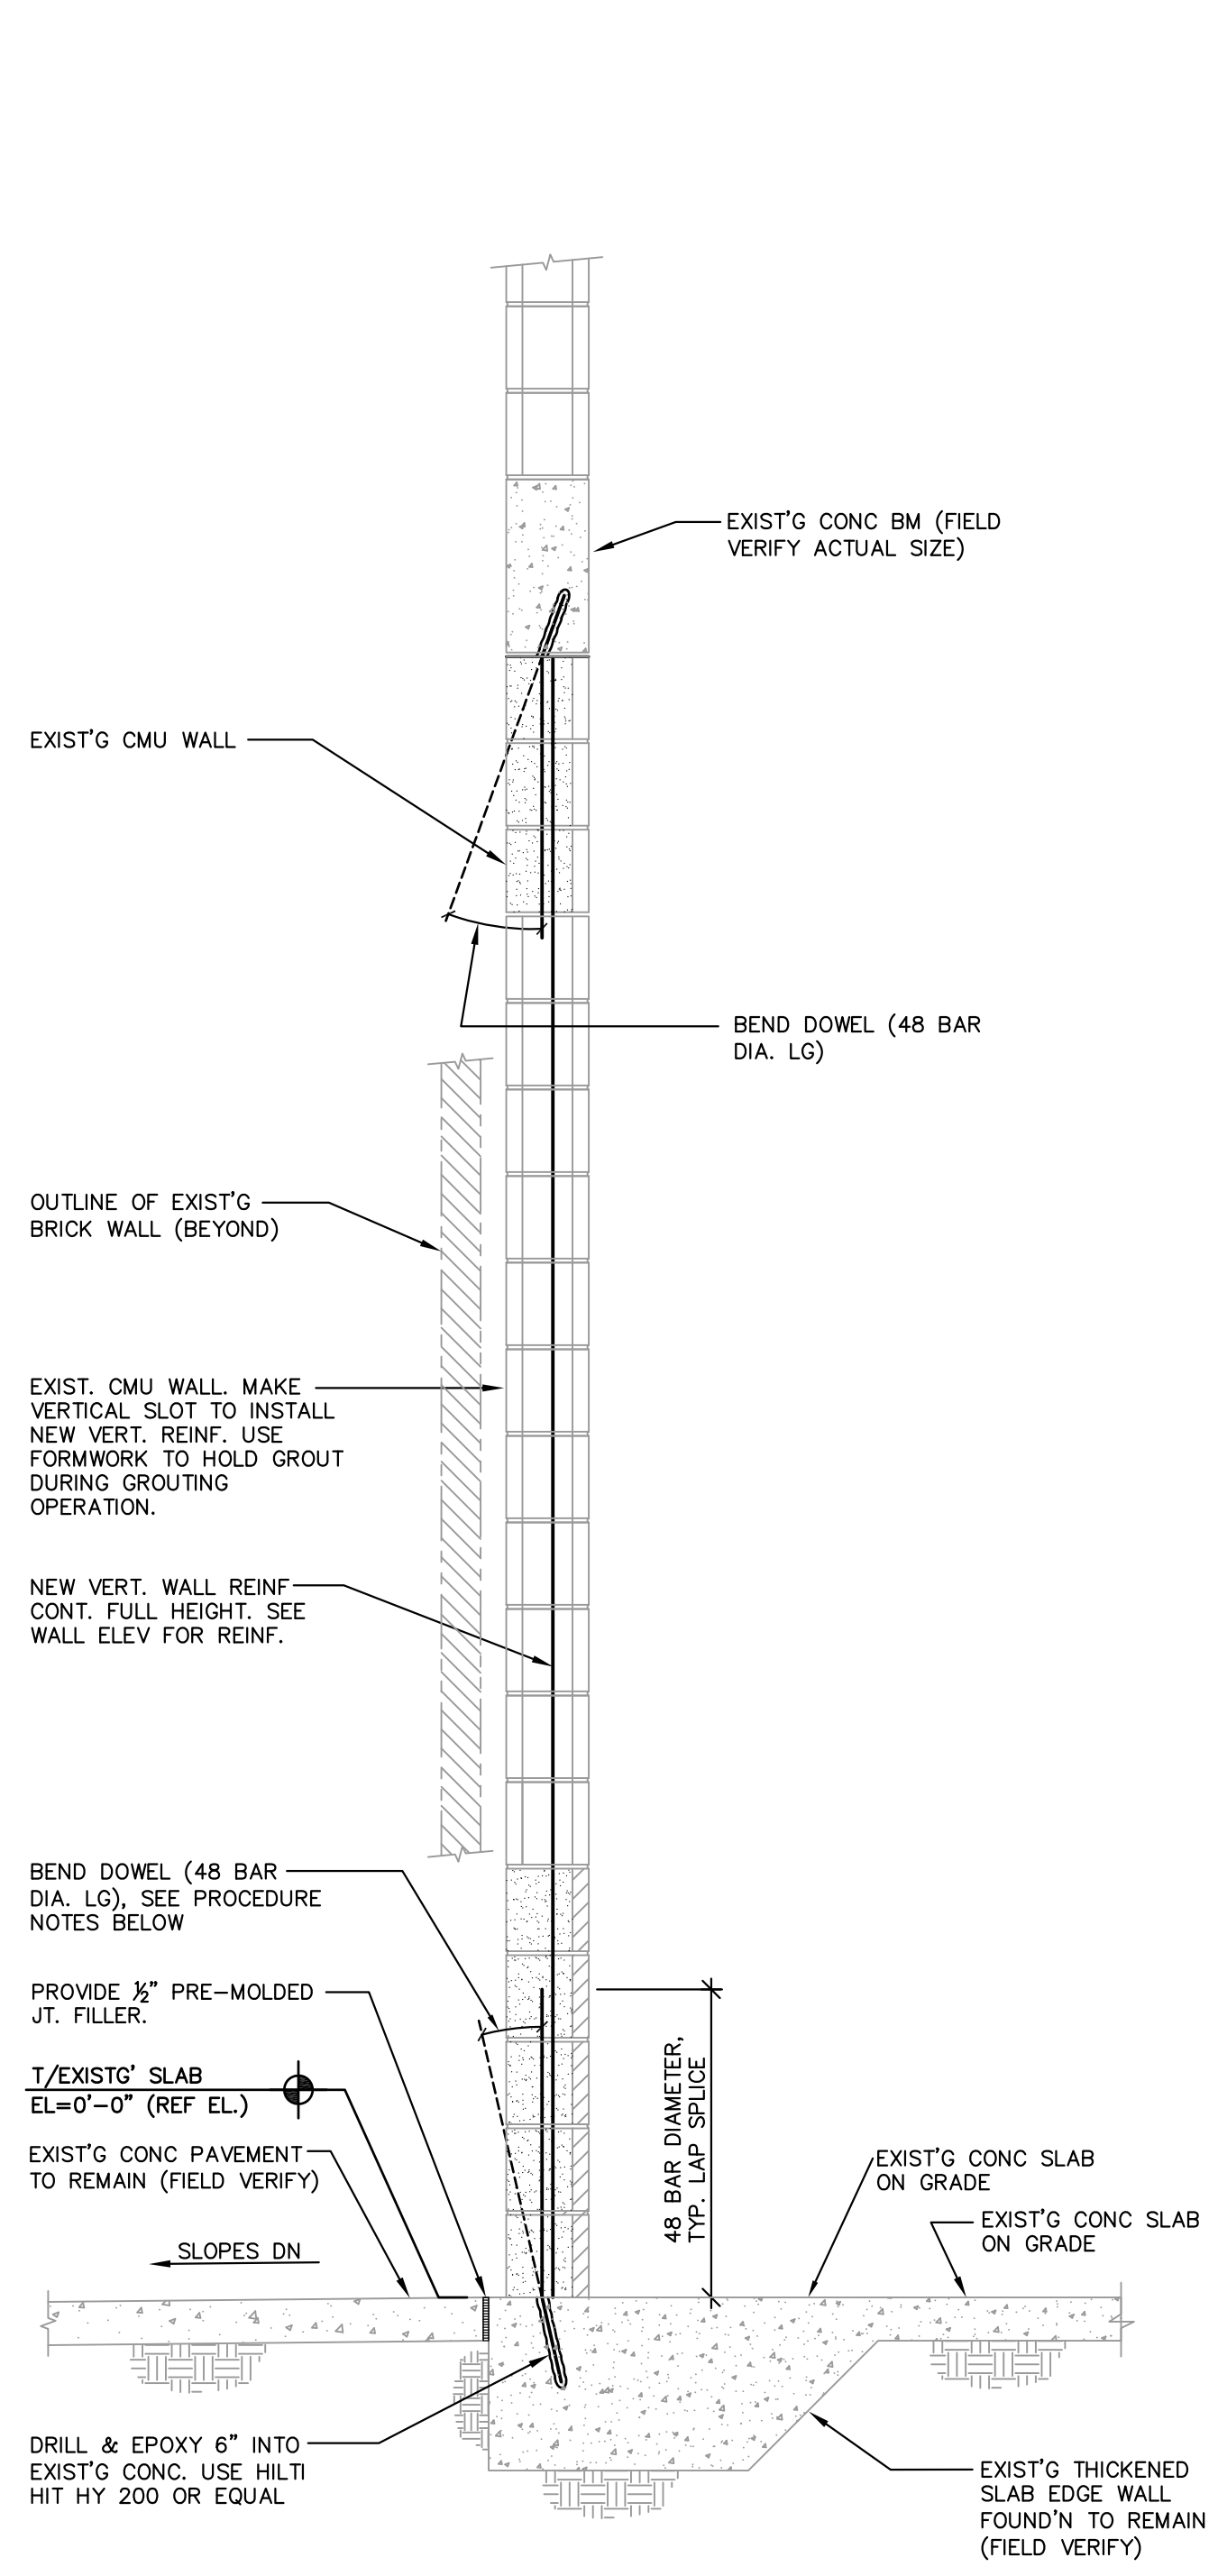 EXIST'G CONC BM (FIELD
VERIFY ACTUAL SIZE)
EXIST'G CMU WALL
BEND DOWEL (48 BAR
DIA. LG)
OUTLINE OF EXIST'G
BRICK WALL (BEYOND)
EXIST. CMU WALL. MAKE
VERTICAL SLOT TO INSTALL
NEW VERT. REINF. USE
FORMWORK TO HOLD GROUT
DURING GROUTING
OPERATION.
NEW VERT. WALL REINF
CONT. FULL HEIGHT. SEE
WALL ELEV FOR REINF.
BEND DOWEL (48 BAR
DIA. LG), SEE PROCEDURE
NOTES BELOW
PROVIDE ½" PRE-MOLDED
JT. FILLER.
T/EXISTG' SLAB
EL=0'-0" (REF EL.)
48 BAR DIAMETER,
TYP. LAP SPLICE
EXIST'G CONC PAVEMENT
TO REMAIN (FIELD VERIFY)
EXIST'G CONC SLAB
ON GRADE
EXIST'G CONC SLAB
ON GRADE
SLOPES DN
DRILL & EPOXY 6" INTO
EXIST'G CONC. USE HILTI
HIT HY 200 OR EQUAL
EXIST'G THICKENED
SLAB EDGE WALL
FOUND'N TO REMAIN
(FIELD VERIFY)